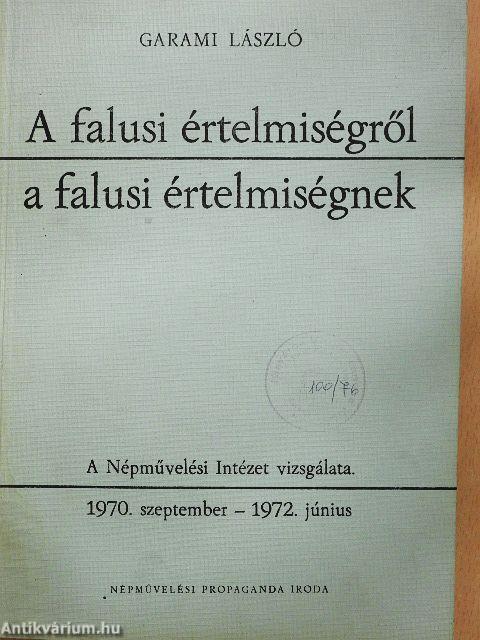 GARAMI LÁSZLÓ
A falusi értelmiségről
a falusi értelmiségnek
100/76
A Népművelési Intézet vizsgálata.
1970. szeptember – 1972. június
NÉPMŰVELÉSI PROPAGANDA IRODA
Antikvárium.hu